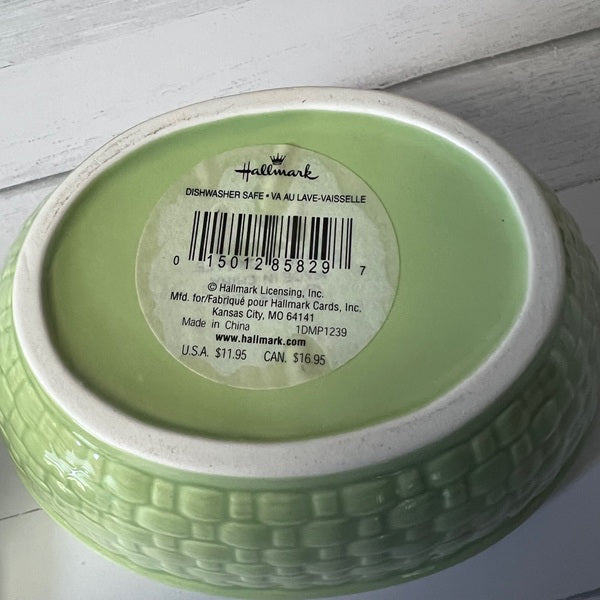 Hallmark
DISHWASHER SAFE • VA AU LAVE-VAISSELLE
0 15012 85829 7
© Hallmark Licensing, Inc.
Mfd. for/Fabriqué pour Hallmark Cards, Inc.
Kansas City, MO 64141
Made in China 1DMP1239
www.hallmark.com
U.S.A. $11.95 CAN. $16.95